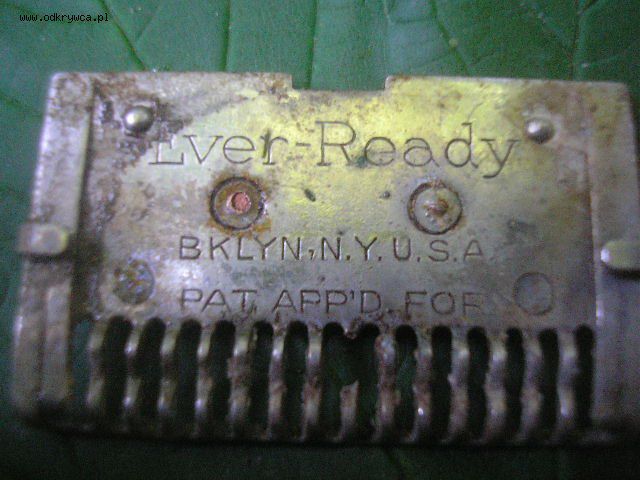 www.odkrywca.pl
Ever-Ready
BKLYN, N.Y. U.S.A
PAT. APP'D. FOR